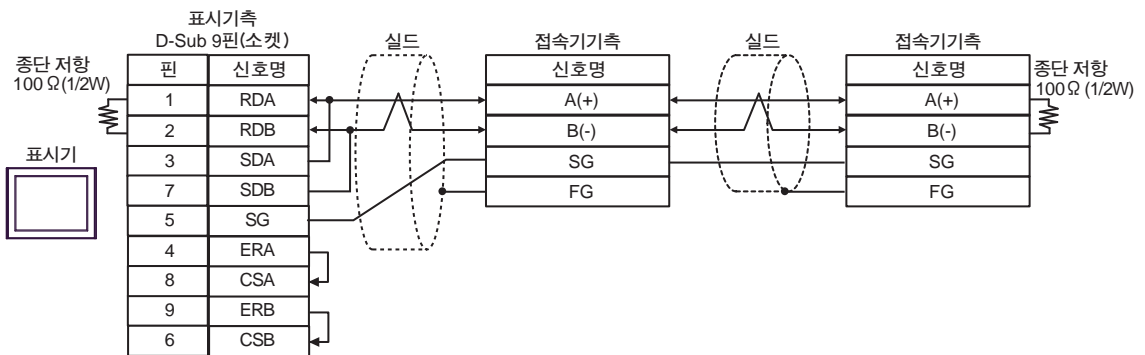 표시기측
D-Sub 9핀(소켓)
실드
접속기기측
실드
접속기기측
종단 저항
100 Ω(1/2W)
핀 신호명
신호명
신호명
종단 저항
100 Ω (1/2W)
1 RDA
A(+)
A(+)
2 RDB
B(-)
B(-)
표시기
3 SDA
SG
SG
7 SDB
FG
FG
5 SG
4 ERA
8 CSA
9 ERB
6 CSB